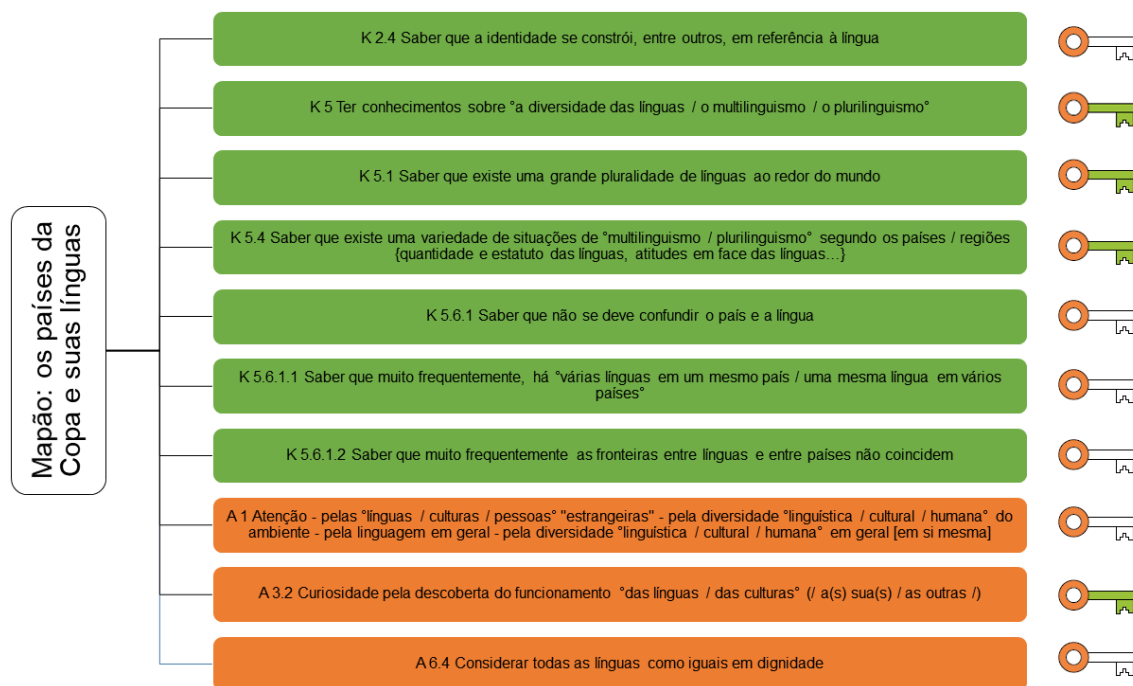 Mapão: os países da
Copa e suas línguas
K 2.4 Saber que a identidade se constrói, entre outros, em referência à língua
K 5 Ter conhecimentos sobre °a diversidade das línguas / o multilinguismo / o plurilinguismo°
K 5.1 Saber que existe uma grande pluralidade de línguas ao redor do mundo
K 5.4 Saber que existe uma variedade de situações de °multilinguismo / plurilinguismo° segundo os países / regiões
{quantidade e estatuto das línguas, atitudes em face das línguas…}
K 5.6.1 Saber que não se deve confundir o país e a língua
K 5.6.1.1 Saber que muito frequentemente, há °várias línguas em um mesmo país / uma mesma língua em vários
países°
K 5.6.1.2 Saber que muito frequentemente as fronteiras entre línguas e entre países não coincidem
A 1 Atenção - pelas °línguas / culturas / pessoas° "estrangeiras" - pela diversidade °linguística / cultural / humana° do
ambiente - pela linguagem em geral - pela diversidade °linguística / cultural / humana° em geral [em si mesma]
A 3.2 Curiosidade pela descoberta do funcionamento °das línguas / das culturas° (/ a(s) sua(s) / as outras /)
A 6.4 Considerar todas as línguas como iguais em dignidade